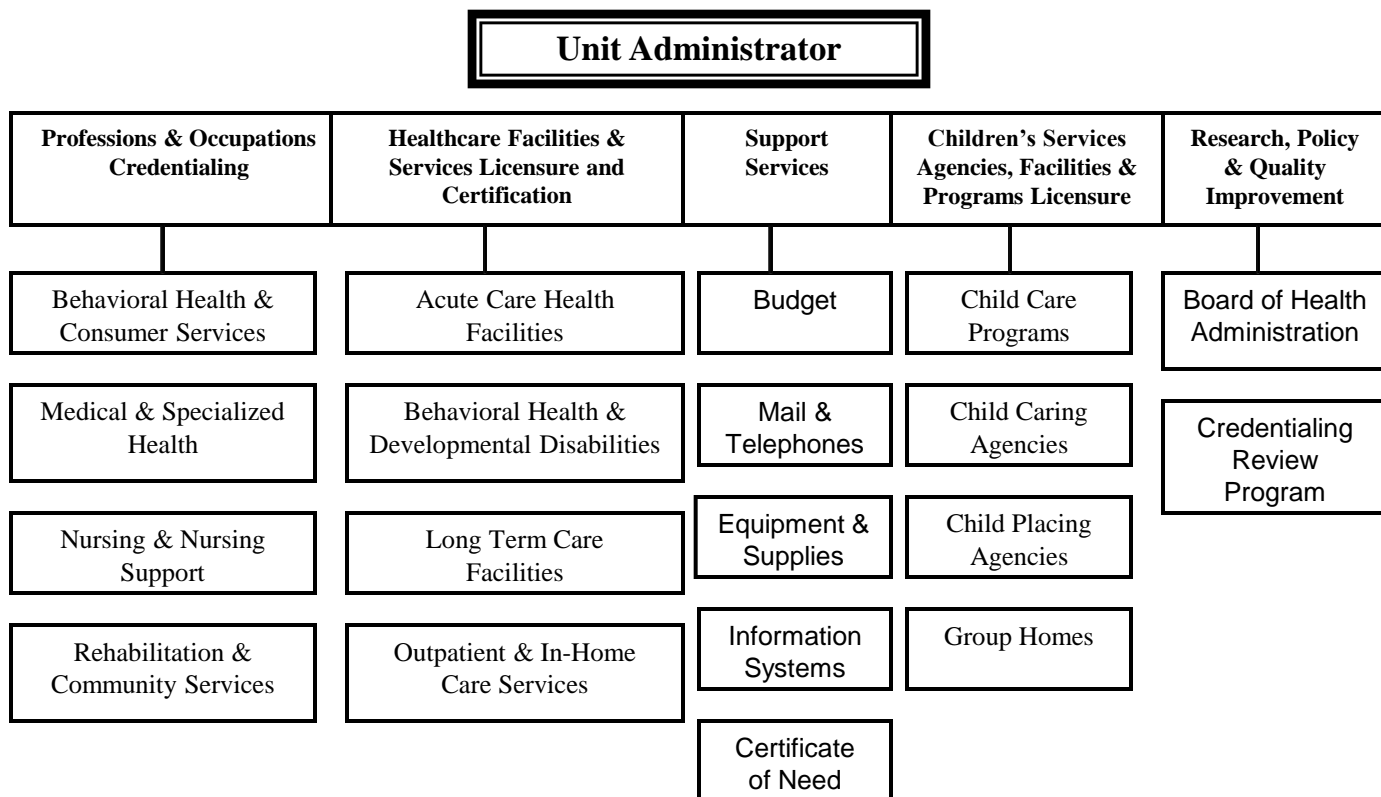 Unit Administrator
Professions & Occupations
Credentialing
Healthcare Facilities &
Services Licensure and
Certification
Support
Services
Children’s Services
Agencies, Facilities &
Programs Licensure
Research, Policy
& Quality
Improvement
Behavioral Health &
Consumer Services
Medical & Specialized
Health
Nursing & Nursing
Support
Rehabilitation &
Community Services
Acute Care Health
Facilities
Behavioral Health &
Developmental Disabilities
Long Term Care
Facilities
Outpatient & In-Home
Care Services
Budget
Mail &
Telephones
Equipment &
Supplies
Information
Systems
Certificate
of Need
Child Care
Programs
Child Caring
Agencies
Child Placing
Agencies
Group Homes
Board of Health
Administration
Credentialing
Review
Program